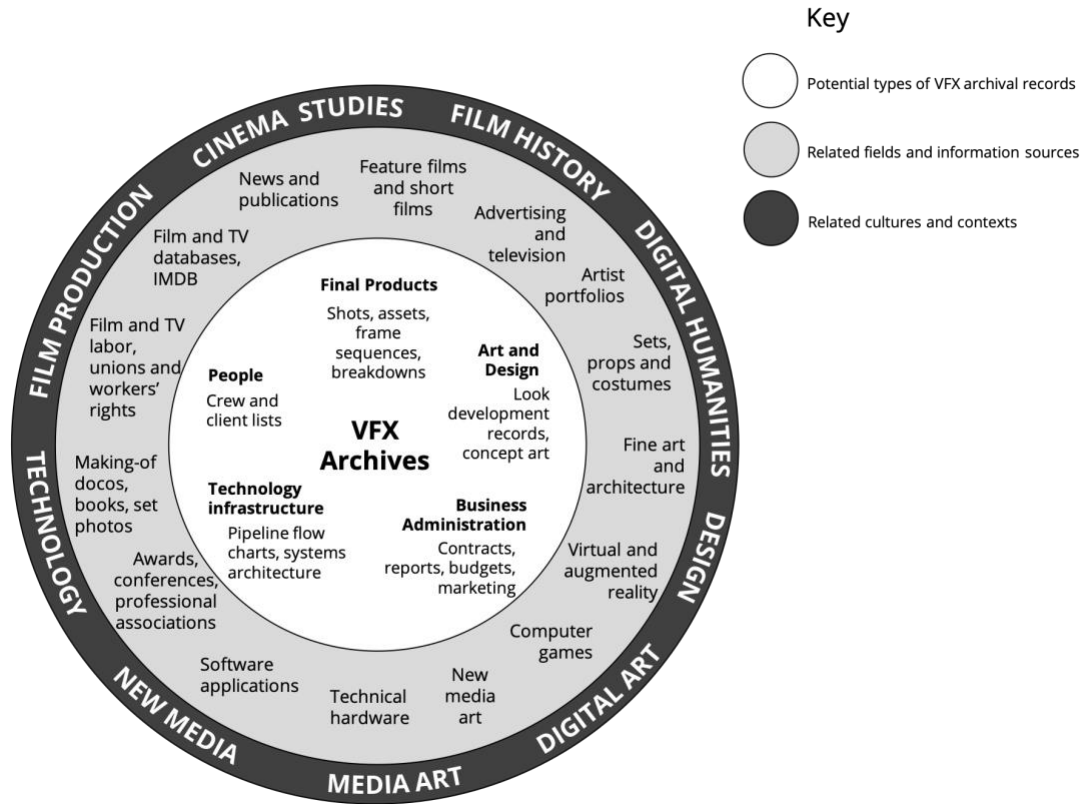 Key
Potential types of VFX archival records
Related fields and information sources
Related cultures and contexts
CINEMA STUDIES
FILM HISTORY
DIGITAL HUMANITIES
DESIGN
DIGITAL ART
MEDIA ART
NEW MEDIA
TECHNOLOGY
FILM PRODUCTION
News and
publications
Feature films
and short
films
Advertising
and
television
Artist
portfolios
Sets,
props and
costumes
Fine art
and
architecture
Virtual and
augmented
reality
Computer
games
New
media
art
Technical
hardware
Software
applications
Awards,
conferences,
professional
associations
Making-of
docos,
books, set
photos
Film and TV
labor,
unions and
workers’
rights
Film and TV
databases,
IMDB
Final Products
Shots, assets,
frame
sequences,
breakdowns
Art and
Design
Look
development
records,
concept art
People
Crew and
client lists
VFX
Archives
Technology
infrastructure
Pipeline flow
charts, systems
architecture
Business
Administration
Contracts,
reports, budgets,
marketing